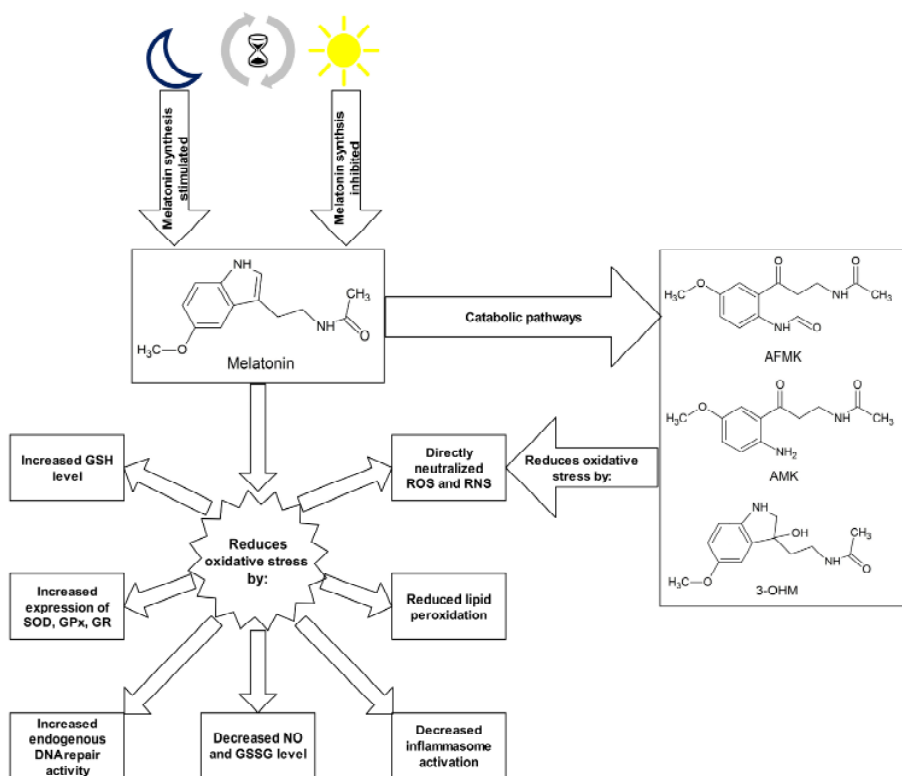 Melatonin synthesis
stimulated
Melatonin synthsis
inhibited
NH
CH3
NH
O
H3C
O
Melatonin
Catabolic pathways
O
O
O
NH
CH3
H3C
NH
O
AFMK
O
O
O
NH
CH3
H3C
NH2
AMK
NH
OH
CH3
NH
O
H3C
O
3-OHM
Increased GSH
level
Directly
neutralized
ROS and RNS
Reduces oxidative
stress by:
Reduces
oxidative stress
by:
Increased
expression of
SOD, GPx, GR
Reduced lipid
peroxidation
Increased
endogenous
DNA repair
activity
Decreased NO
and GSSG level
Decreased
inflammasome
activation